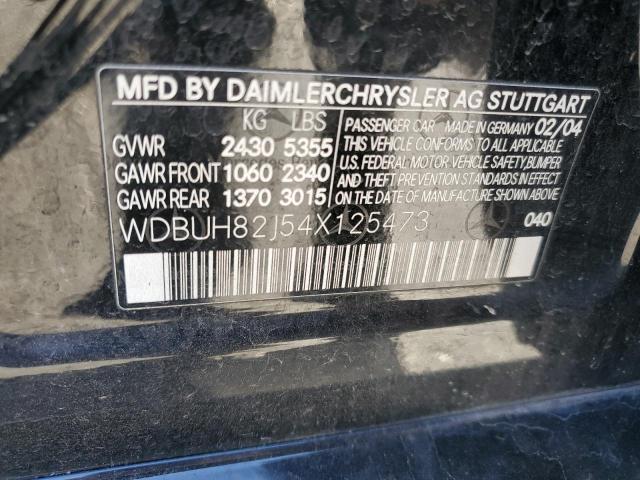 MFD BY DAIMLERCHRYSLER AG STUTTGART
KG LBS
GVWR 2430 5355
GAWR FRONT 1060 2340
GAWR REAR 1370 3015
PASSENGER CAR MADE IN GERMANY 02/04
THIS VEHICLE CONFORMS TO ALL APPLICABLE
U.S. FEDERAL MOTOR VEHICLE SAFETY, BUMPER
AND THEFT PREVENTION STANDARDS IN EFFECT
ON THE DATE OF MANUFACTURE SHOWN ABOVE.
WDBUH82J54X125473
040